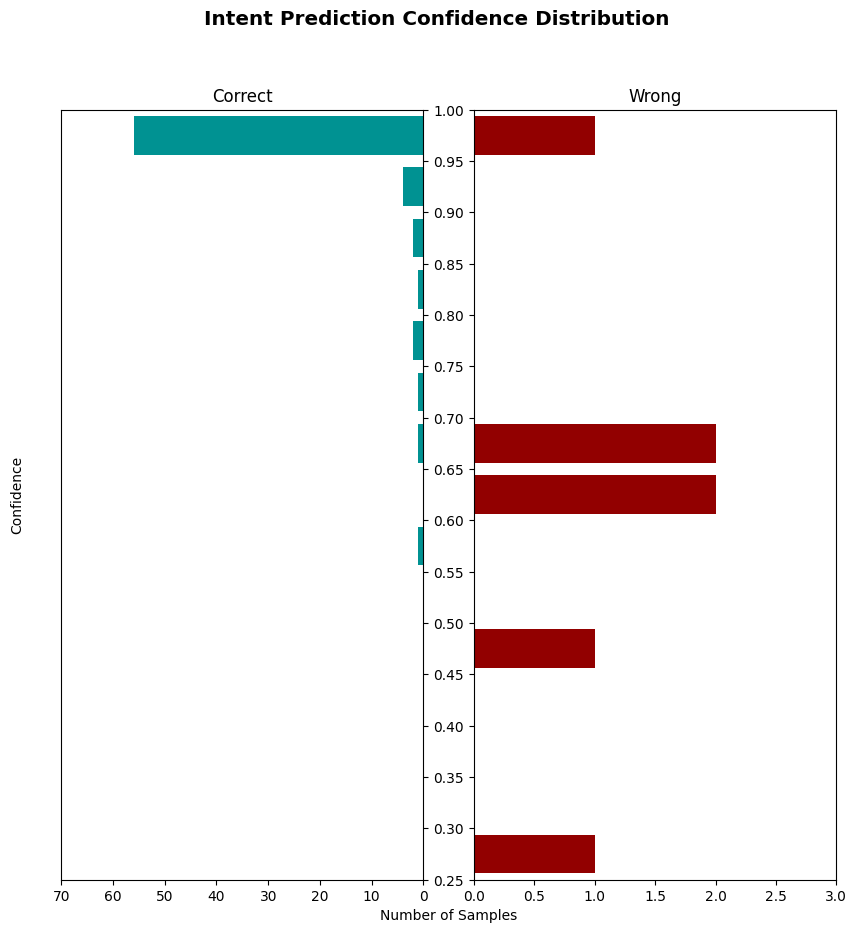 Intent Prediction Confidence Distribution
Correct
Wrong
1.00
0.95
0.90
0.85
0.80
0.75
0.70
0.65
0.60
0.55
0.50
0.45
0.40
0.35
0.30
0.25
Confidence
70 60 50 40 30 20 10 0
0.0 0.5 1.0 1.5 2.0 2.5 3.0
Number of Samples